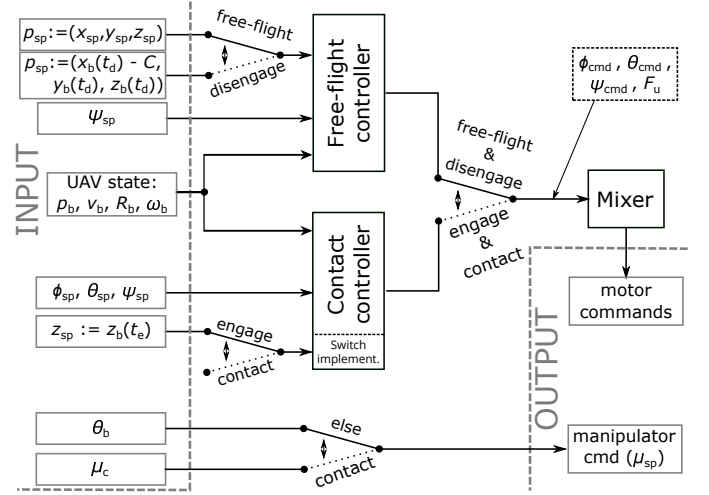 p_sp:=(x_sp,y_sp,z_sp)
p_sp:=(x_b(t_d) - C,
y_b(t_d), z_b(t_d))
free-flight
disengage
ψ_sp
INPUT
UAV state:
p_b, v_b, R_b, ω_b
Free-flight
controller
ϕ_cmd , θ_cmd ,
ψ_cmd , F_u
free-flight
&
disengage
engage
&
contact
Mixer
Contact
controller
Switch
implement.
ϕ_sp, θ_sp, ψ_sp
z_sp := z_b(t_e)
engage
contact
OUTPUT
motor
commands
θ_b
μ_c
else
contact
manipulator
cmd (μ_sp)